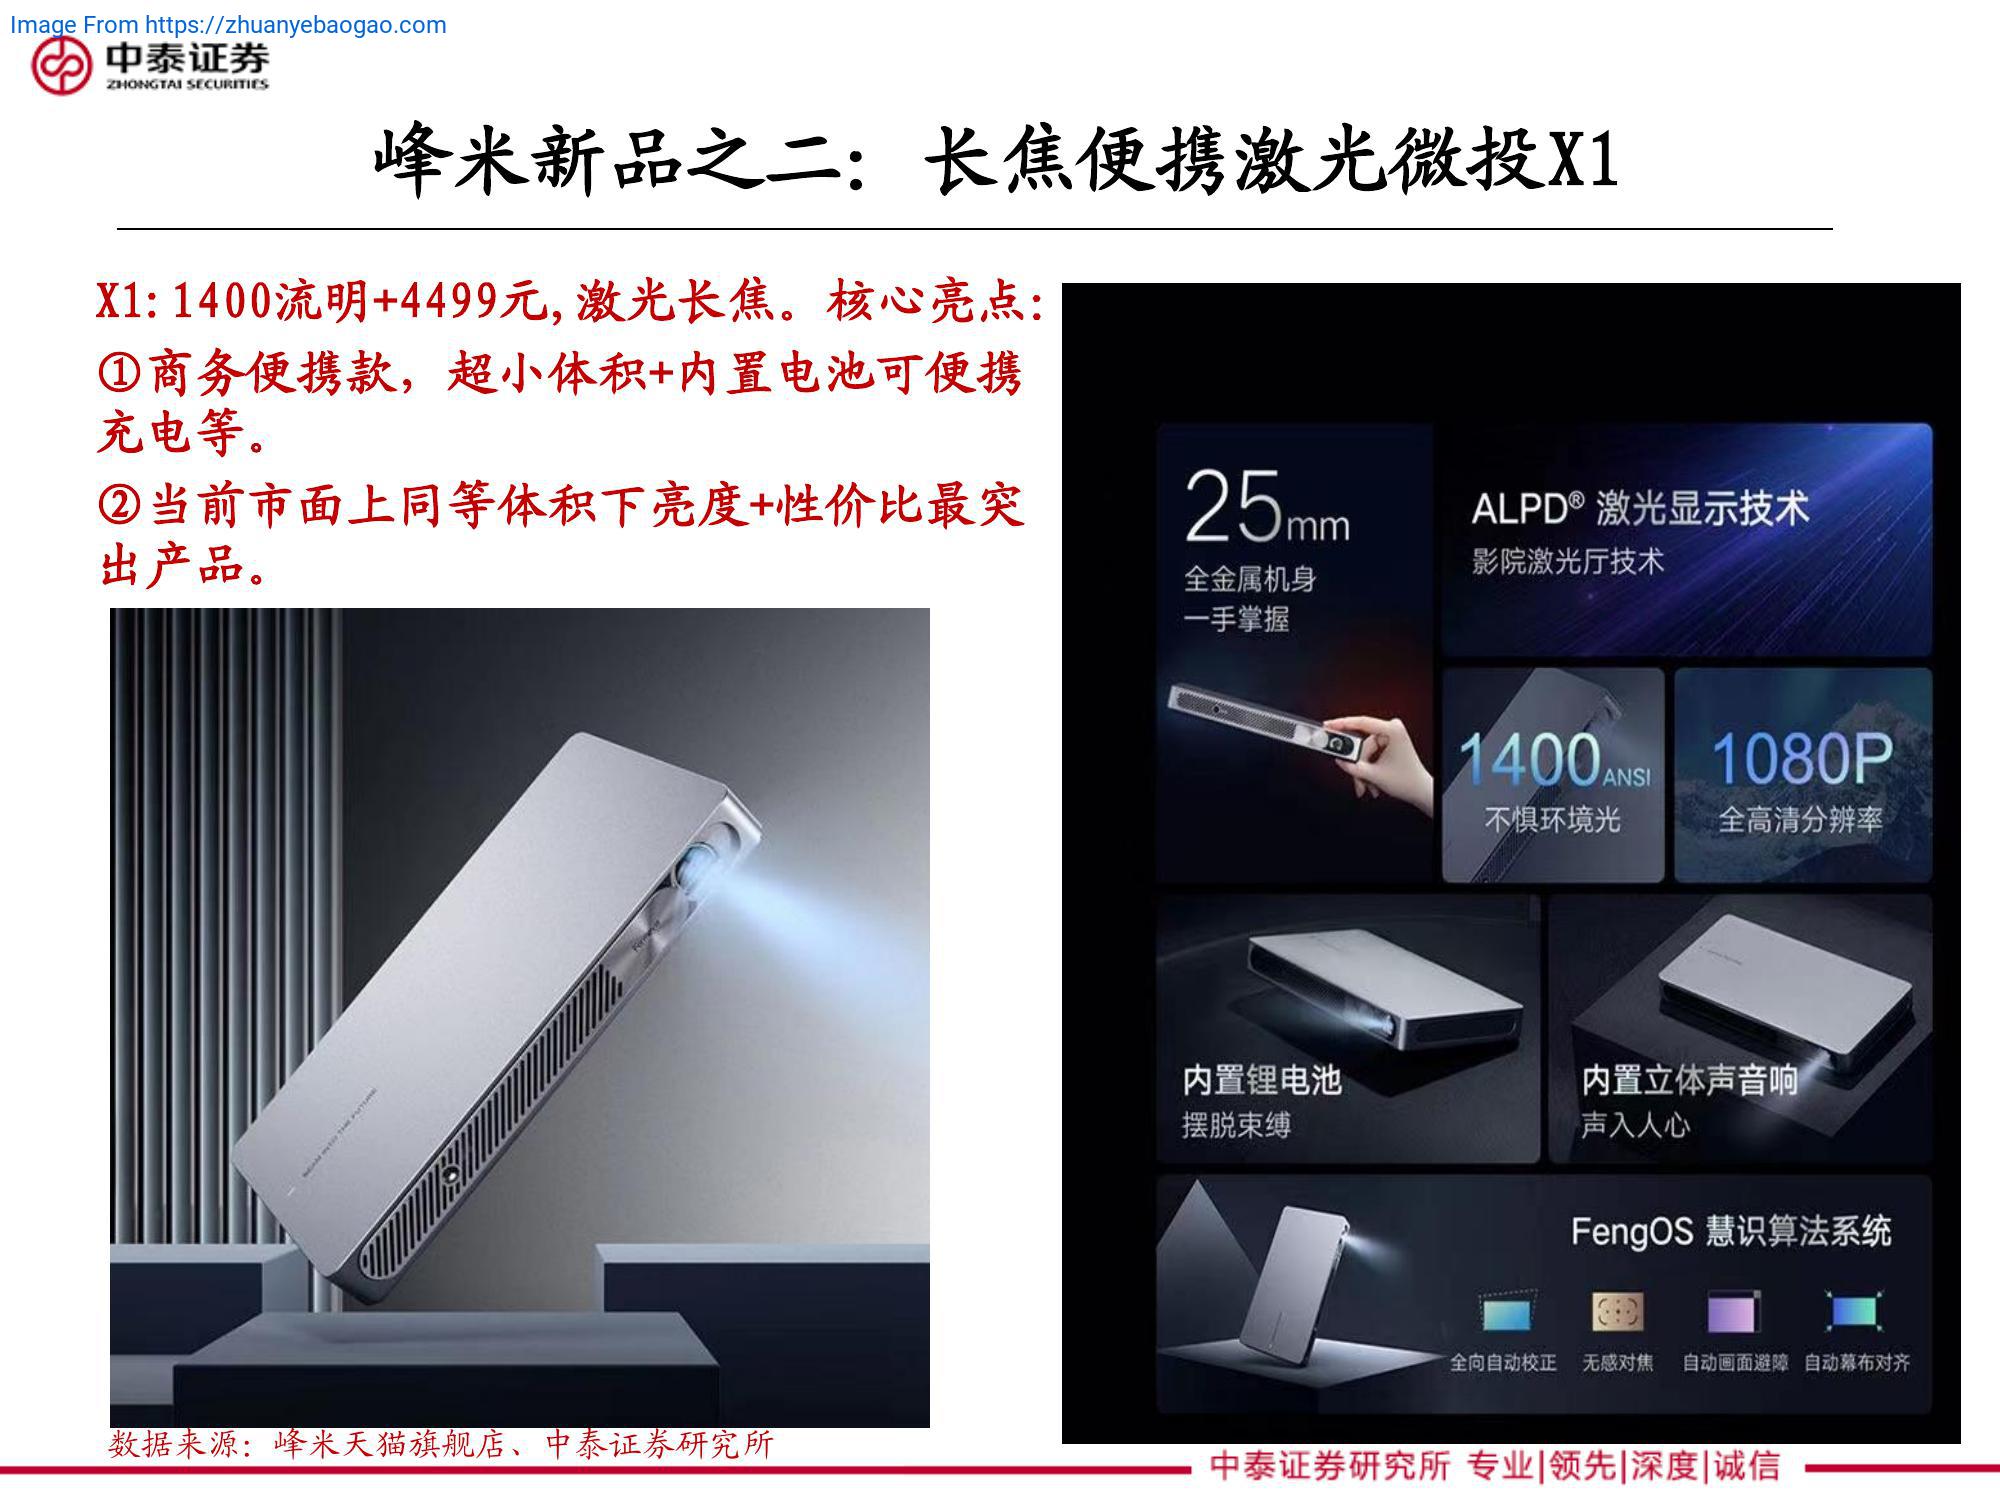 Image From https://zhuanyebaogao.com
中泰证券
ZHONGTAI SECURITIES
峰米新品之二：长焦便携激光微投X1
X1:1400流明+4499元,激光长焦。核心亮点：
①商务便携款，超小体积+内置电池可便携
充电等。
②当前市面上同等体积下亮度+性价比最突
出产品。
BEAM INTO THE FUTURE
25mm
全金属机身
一手掌握
ALPD® 激光显示技术
影院激光厅技术
1400ANSI
不惧环境光
1080P
全高清分辨率
内置锂电池
摆脱束缚
内置立体声音响
声入人心
FengOS 慧识算法系统
全向自动校正 无感对焦 自动画面避障 自动幕布对齐
数据来源：峰米天猫旗舰店、中泰证券研究所
中泰证券研究所 专业|领先|深度|诚信